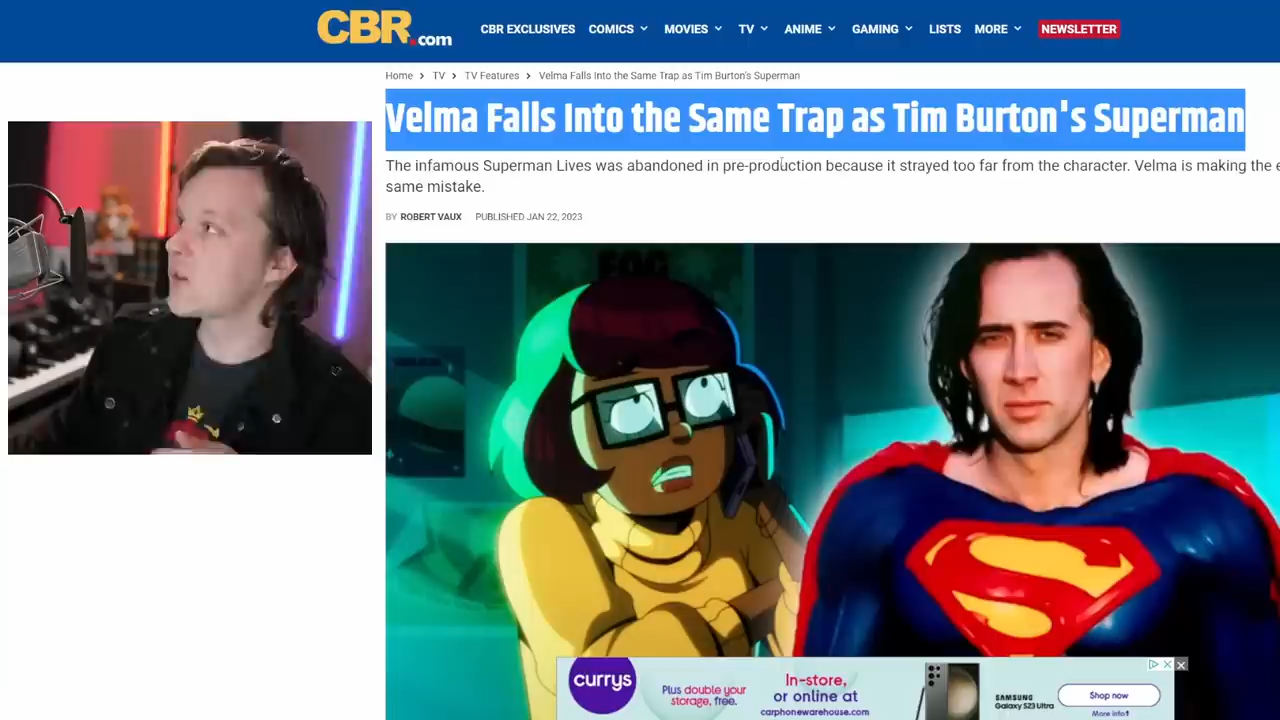 CBR.com
CBR EXCLUSIVES COMICS MOVIES TV ANIME GAMING LISTS MORE NEWSLETTER
Home > TV > TV Features > Velma Falls Into the Same Trap as Tim Burton's Superman
Velma Falls Into the Same Trap as Tim Burton's Superman
The infamous Superman Lives was abandoned in pre-production because it strayed too far from the character. Velma is making the e
same mistake.
BY ROBERT VAUX PUBLISHED JAN 22, 2023
FOG
currys
Plus double your
storage, free.
In-store,
or online at
carphonewarehouse.com
SAMSUNG
Galaxy S23 Ultra
Shop now
More info